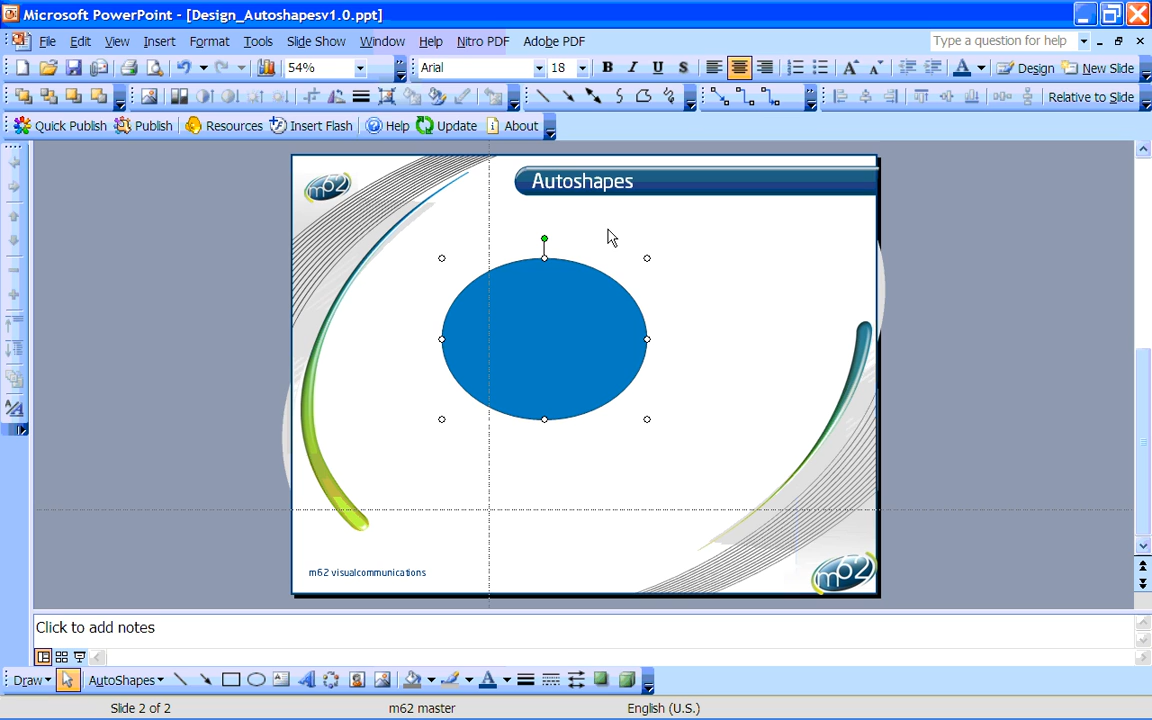 Microsoft PowerPoint - [Design_Autoshapesv1.0.ppt]
File Edit View Insert Format Tools Slide Show Window Help Nitro PDF Adobe PDF Type a question for help
54% Arial 18 B I U S A A A Design New Slide
Relative to Slide
Quick Publish Publish Resources Insert Flash Help Update About
m62
Autoshapes
m62 visualcommunications
m62
Click to add notes
Draw AutoShapes A A
Slide 2 of 2 m62 master English (U.S.)